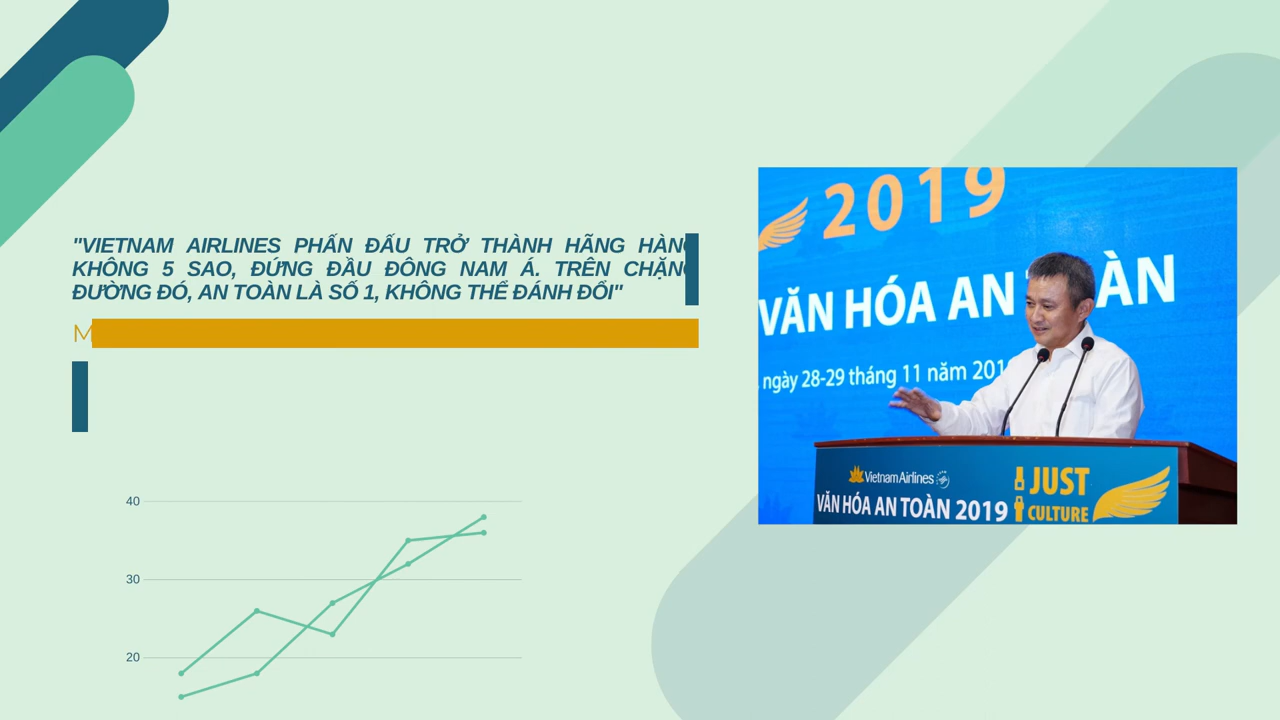 "VIETNAM AIRLINES PHẤN ĐẤU TRỞ THÀNH HÃNG HÀNG
KHÔNG 5 SAO, ĐỨNG ĐẦU ĐÔNG NAM Á. TRÊN CHẶNG
ĐƯỜNG ĐÓ, AN TOÀN LÀ SỐ 1, KHÔNG THỂ ĐÁNH ĐỔI"
M
2019
VĂN HÓA AN
ngày 28-29 tháng 11 năm
Vietnam Airlines
VĂN HÓA AN TOÀN 2019
JUST
CULTURE
40
30
20